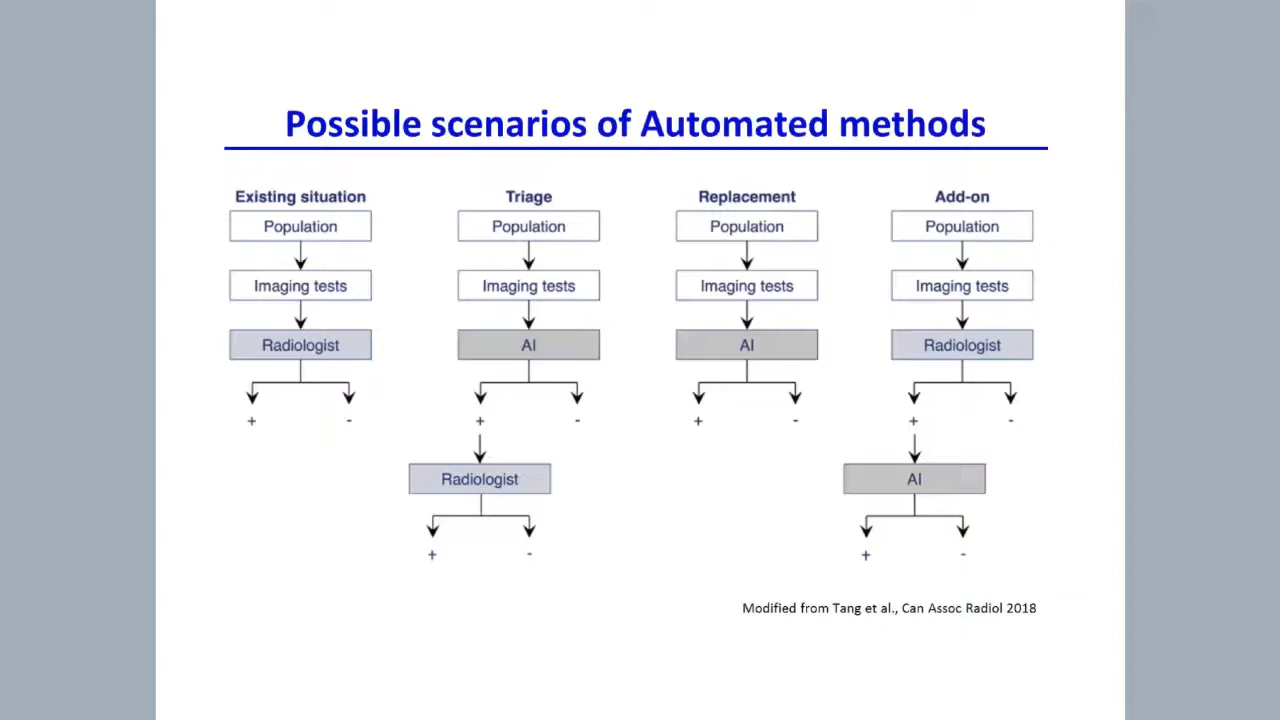 Possible scenarios of Automated methods
Existing situation
Population
Imaging tests
Radiologist
+ -
Triage
Population
Imaging tests
AI
+ -
Radiologist
+ -
Replacement
Population
Imaging tests
AI
+ -
Add-on
Population
Imaging tests
Radiologist
+ -
AI
+ -
Modified from Tang et al., Can Assoc Radiol 2018